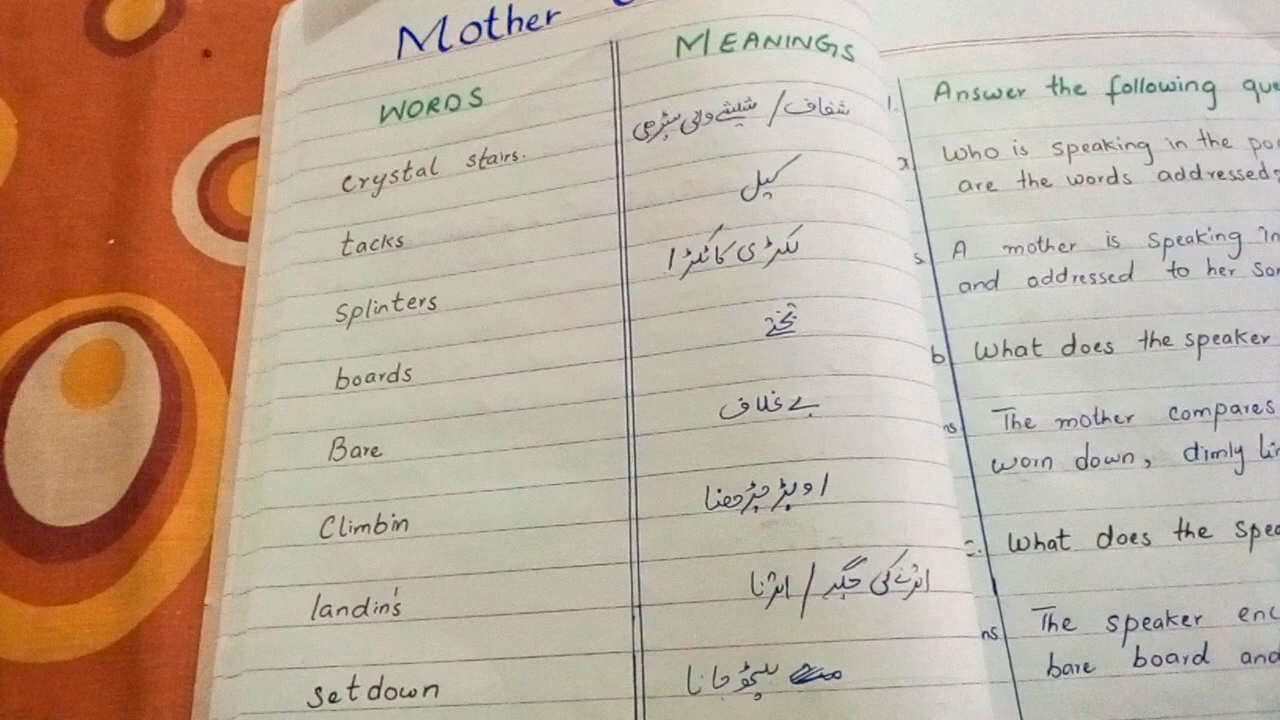 Mother
WORDS
MEANINGS
crystal stairs.
شفاف / شیشے والی سیڑھی
tacks
کیل
splinters
لکڑی کا ٹکڑا
boards
تختے
Bare
بے غلاف
Climbin
اوپڑ چڑھنا
landin's
اترنے کی جگہ / اترنا
set down
بیٹھ جانا
1. Answer the following
Who is speaking in the
are the words addressed?
A mother is speaking
and addressed to her
b What does the speaker
ns The mother compares
worn down, dimly
c. What does the
ns The speaker
bare board and